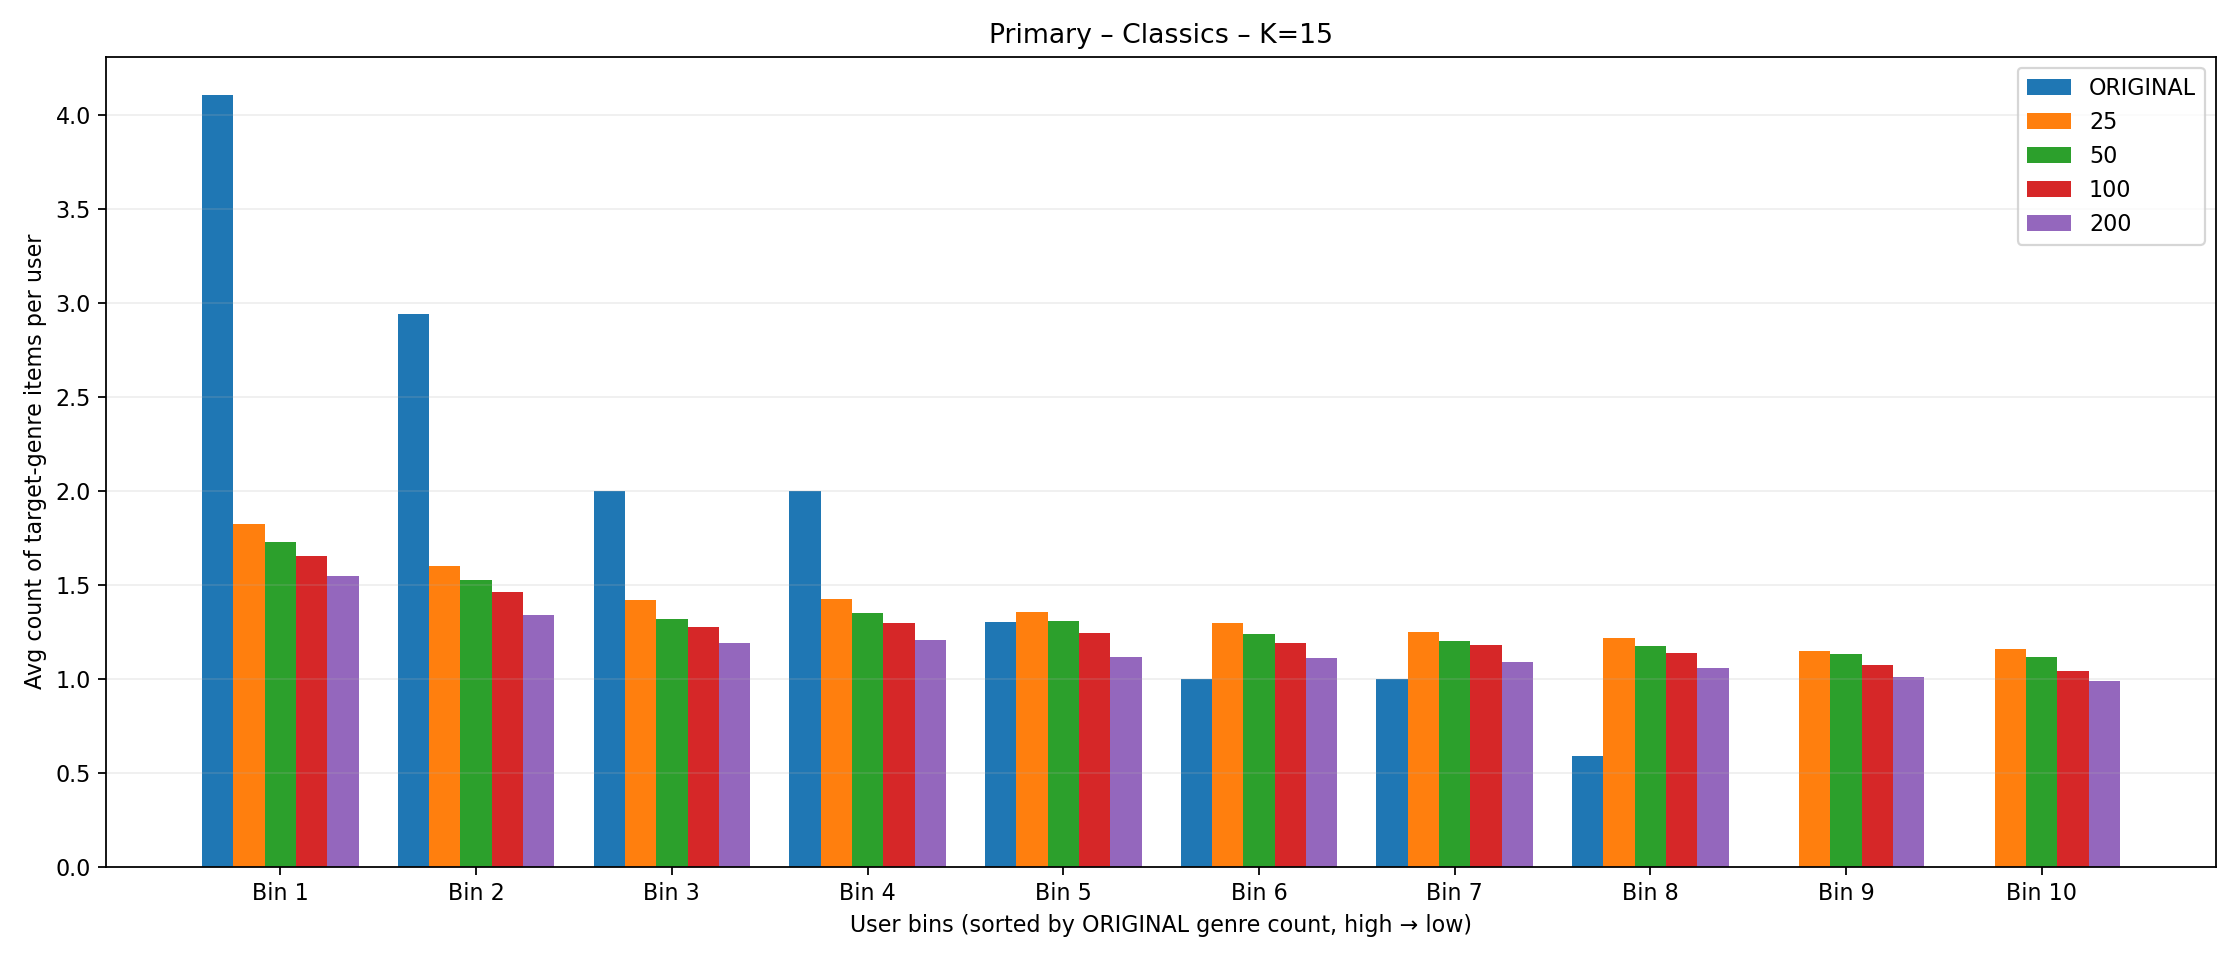 Primary – Classics – K=15
Avg count of target-genre items per user
4.0
3.5
3.0
2.5
2.0
1.5
1.0
0.5
0.0
ORIGINAL
25
50
100
200
Bin 1
Bin 2
Bin 3
Bin 4
Bin 5
Bin 6
Bin 7
Bin 8
Bin 9
Bin 10
User bins (sorted by ORIGINAL genre count, high → low)